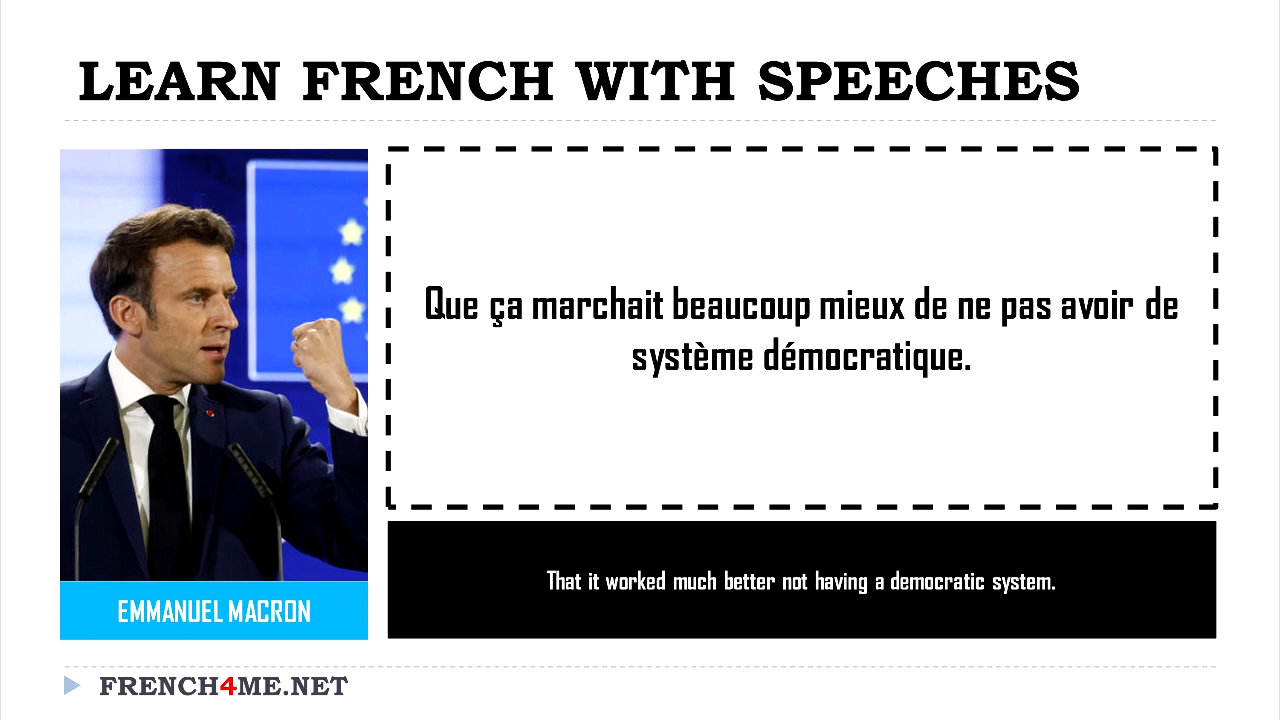 LEARN FRENCH WITH SPEECHES
Que ça marchait beaucoup mieux de ne pas avoir de
système démocratique.
That it worked much better not having a democratic system.
EMMANUEL MACRON
FRENCH4ME.NET